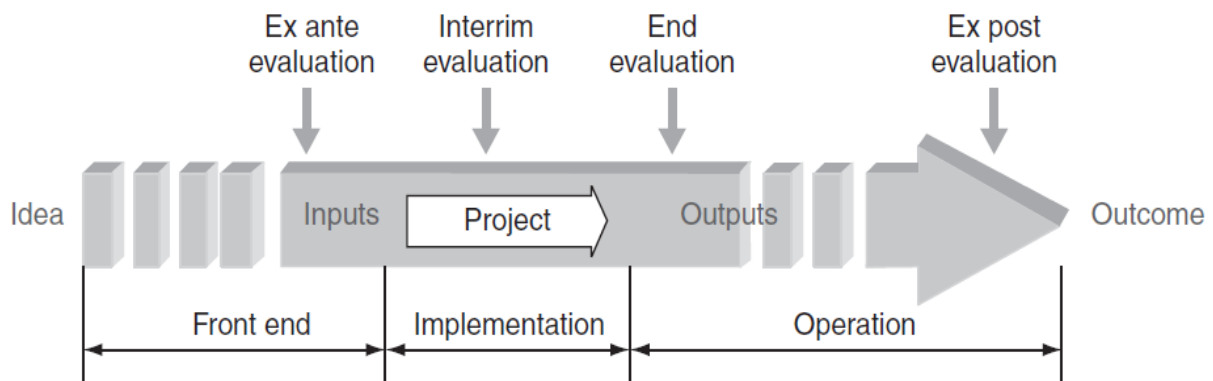 Ex ante
evaluation
Interrim
evaluation
End
evaluation
Ex post
evaluation
Idea
Inputs
Project
Outputs
Outcome
Front end
Implementation
Operation